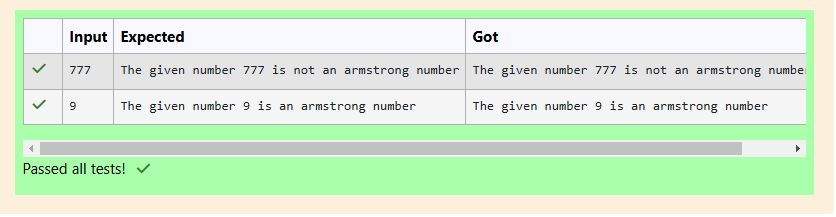 Input Expected Got
777 The given number 777 is not an armstrong number The given number 777 is not an armstrong numbe
9 The given number 9 is an armstrong number The given number 9 is an armstrong number
Passed all tests!